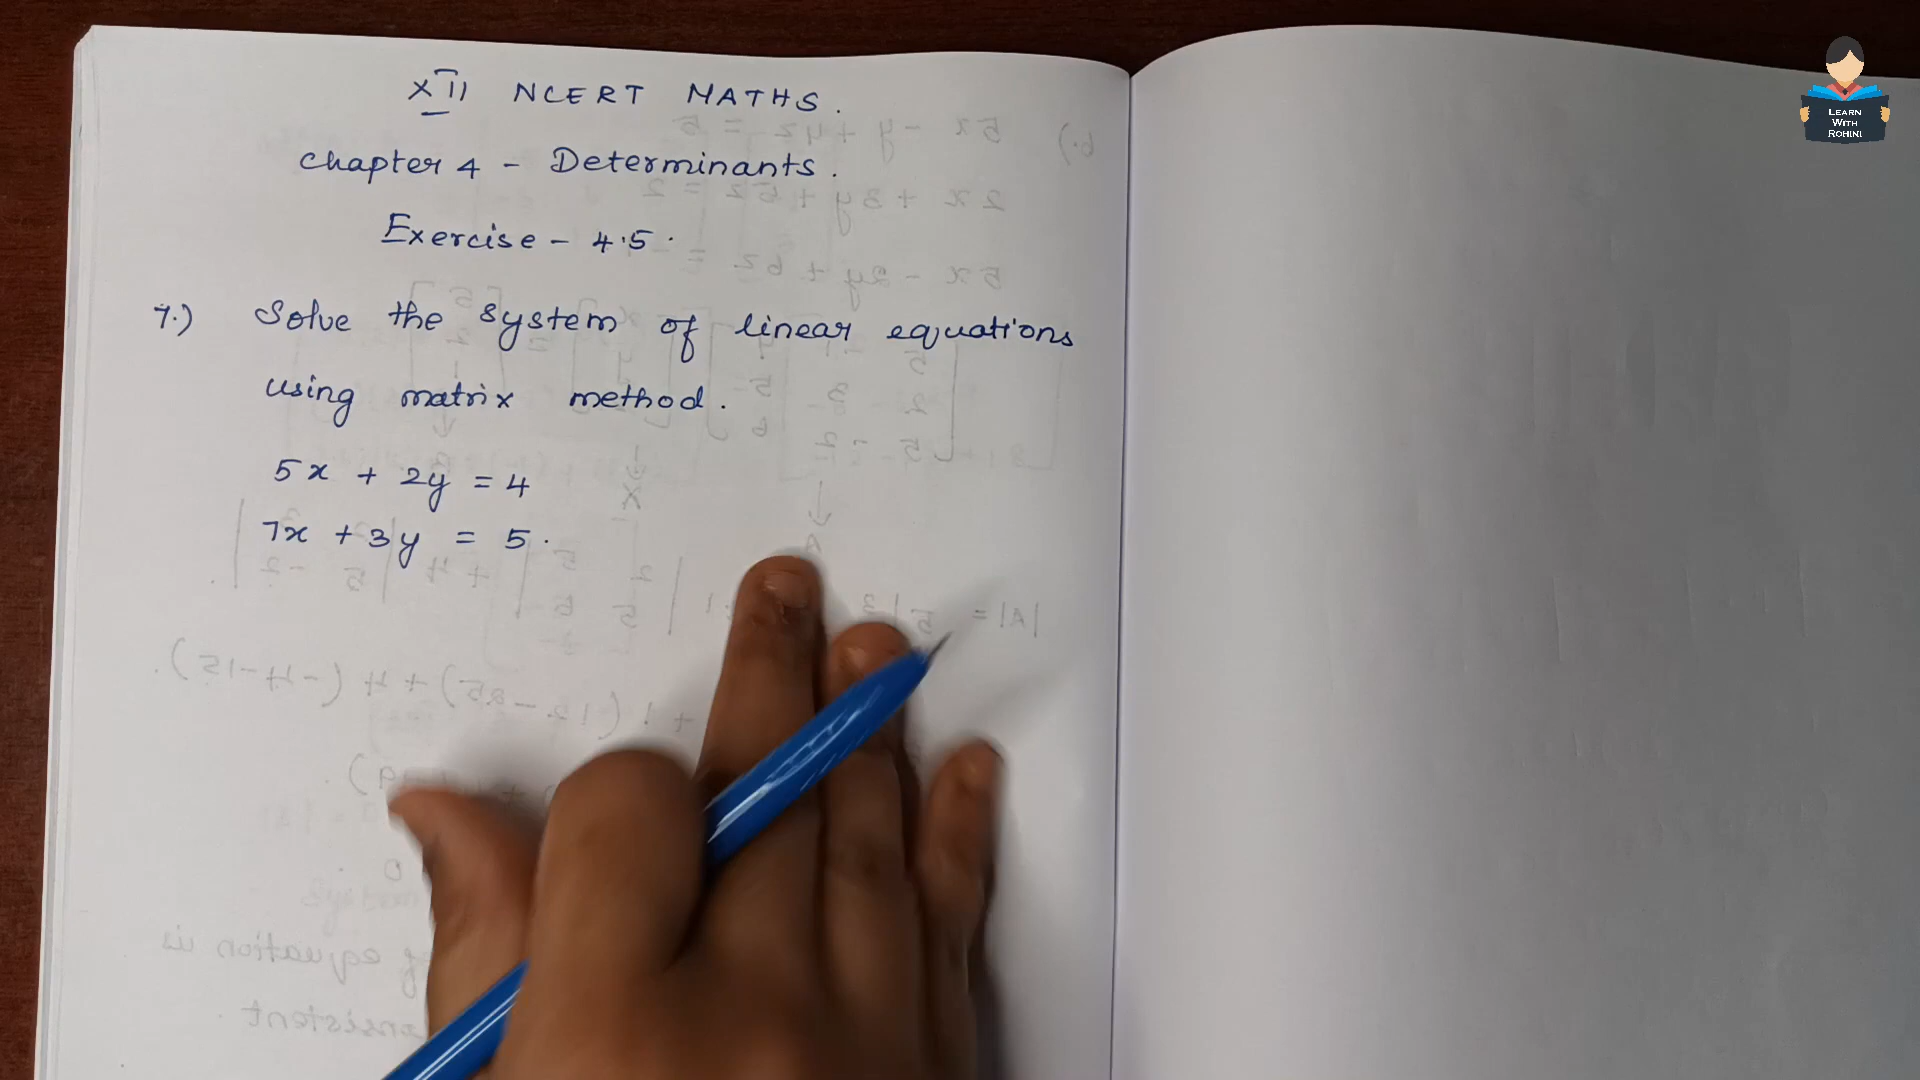 XII NCERT MATHS.
Chapter 4 - Determinants.
Exercise - 4.5.
7.) Solve the system of linear equations
using matrix method.
5x + 2y = 4
7x + 3y = 5.
LEARN
WITH
ROHINI